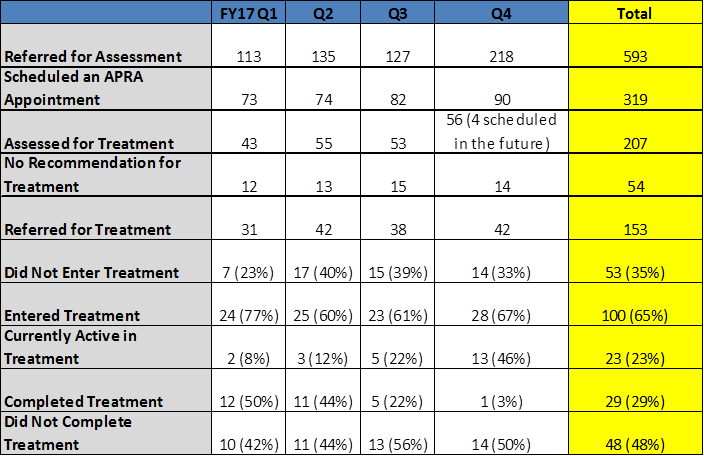 FY17 Q1 Q2 Q3 Q4 Total
Referred for Assessment 113 135 127 218 593
Scheduled an APRA
Appointment 73 74 82 90 319
56 (4 scheduled
Assessed for Treatment 43 55 53 in the future) 207
No Recommendation for
Treatment 12 13 15 14 54
Referred for Treatment 31 42 38 42 153
Did Not Enter Treatment 7 (23%) 17 (40%) 15 (39%) 14 (33%) 53 (35%)
Entered Treatment 24 (77%) 25 (60%) 23 (61%) 28 (67%) 100 (65%)
Currently Active in
Treatment 2 (8%) 3 (12%) 5 (22%) 13 (46%) 23 (23%)
Completed Treatment 12 (50%) 11 (44%) 5 (22%) 1 (3%) 29 (29%)
Did Not Complete
Treatment 10 (42%) 11 (44%) 13 (56%) 14 (50%) 48 (48%)